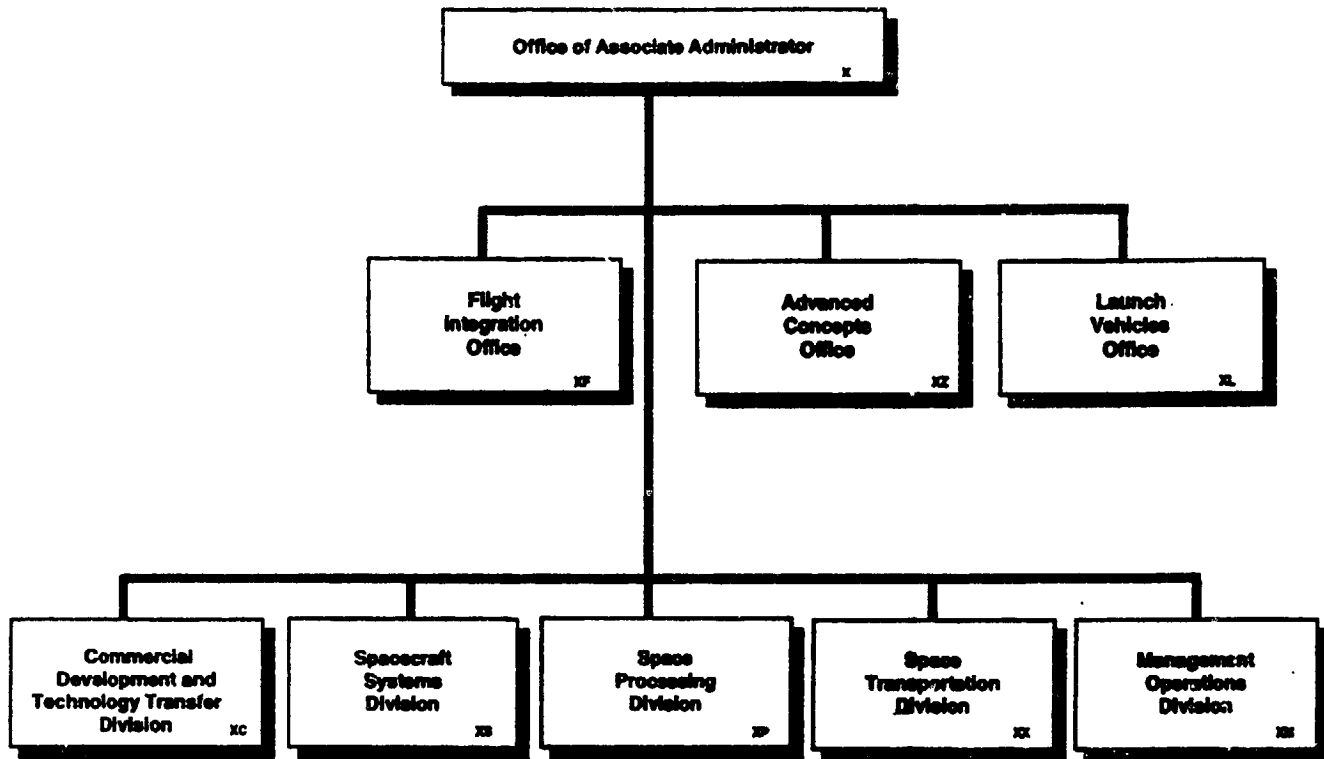 Office of Associate Administrator
X
Flight
Integration
Office
XF
Advanced
Concepts
Office
XZ
Launch
Vehicles
Office
XL
Commercial
Development and
Technology Transfer
Division
XC
Spacecraft
Systems
Division
XS
Space
Processing
Division
XP
Space
Transportation
Division
XX
Management
Operations
Division